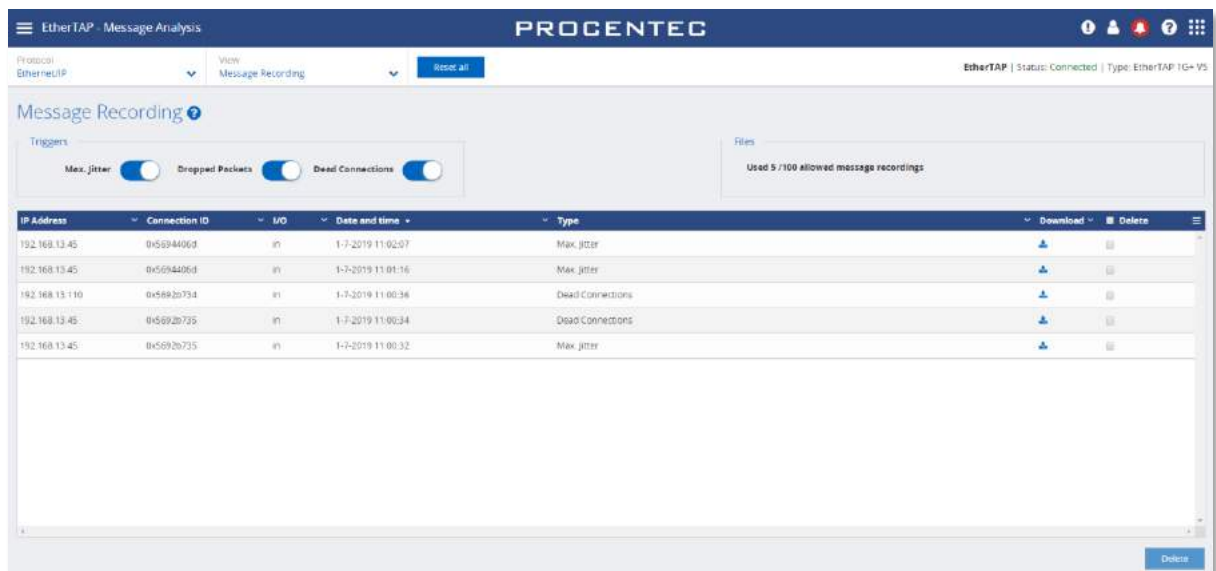 EtherTAP - Message Analysis PROCENTEC
Protocol View
EtherNet/IP Message Recording Reset all EtherTAP | Status: Connected | Type: EtherTAP 1G+ V5
Message Recording
Triggers Files
Max. Jitter Dropped Packets Dead Connections Used 5 /100 allowed message recordings
IP Address Connection ID I/O Date and time Type Download Delete
192.168.13.45 0x5694406d in 1-7-2019 11:02:07 Max. Jitter
192.168.13.45 0x5694406d in 1-7-2019 11:01:16 Max. Jitter
192.168.13.110 0x5692b734 in 1-7-2019 11:00:36 Dead Connections
192.168.13.45 0x5692b735 in 1-7-2019 11:00:34 Dead Connections
192.168.13.45 0x5692b735 in 1-7-2019 11:00:32 Max. Jitter
Delete